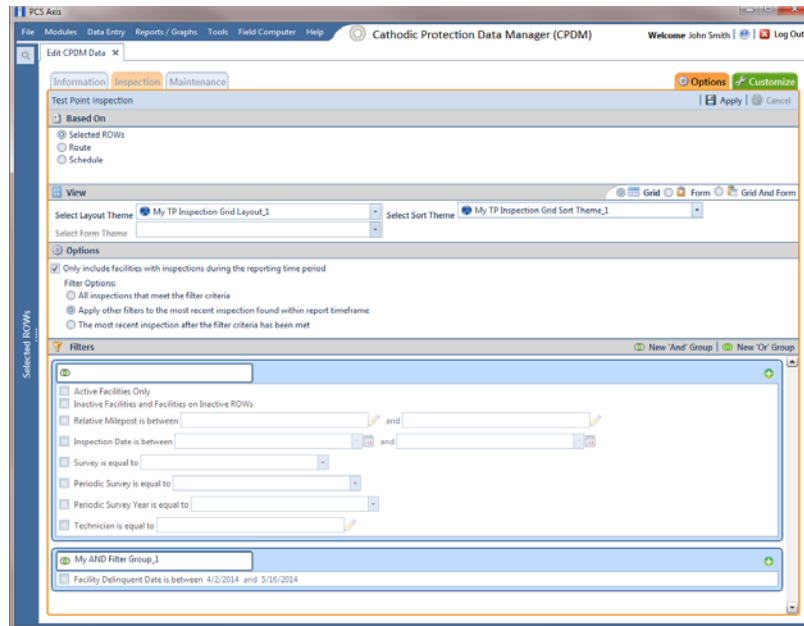 PCS Axis
File Modules Data Entry Reports / Graphs Tools Field Computer Help Cathodic Protection Data Manager (CPDM) Welcome John Smith | Log Out
Edit CPDM Data
Information Inspection Maintenance Options Customize
Test Point Inspection Apply | Cancel
Based On
Selected ROWs
Route
Schedule
View Grid Form Grid And Form
Select Layout Theme My TP Inspection Grid Layout_1 Select Sort Theme My TP Inspection Grid Sort Theme_1
Select Form Theme
Options
Only include facilities with inspections during the reporting time period
Filter Options:
All inspections that meet the filter criteria
Apply other filters to the most recent inspection found within report timeframe
The most recent inspection after the filter criteria has been met
Selected ROWs
Filters New 'And' Group | New 'Or' Group
Active Facilities Only
Inactive Facilities and Facilities on Inactive ROWs
Relative Milepost is between and
Inspection Date is between and
Survey is equal to
Periodic Survey is equal to
Periodic Survey Year is equal to
Technician is equal to
My AND Filter Group_1
Facility Delinquent Date is between 4/2/2014 and 5/16/2014